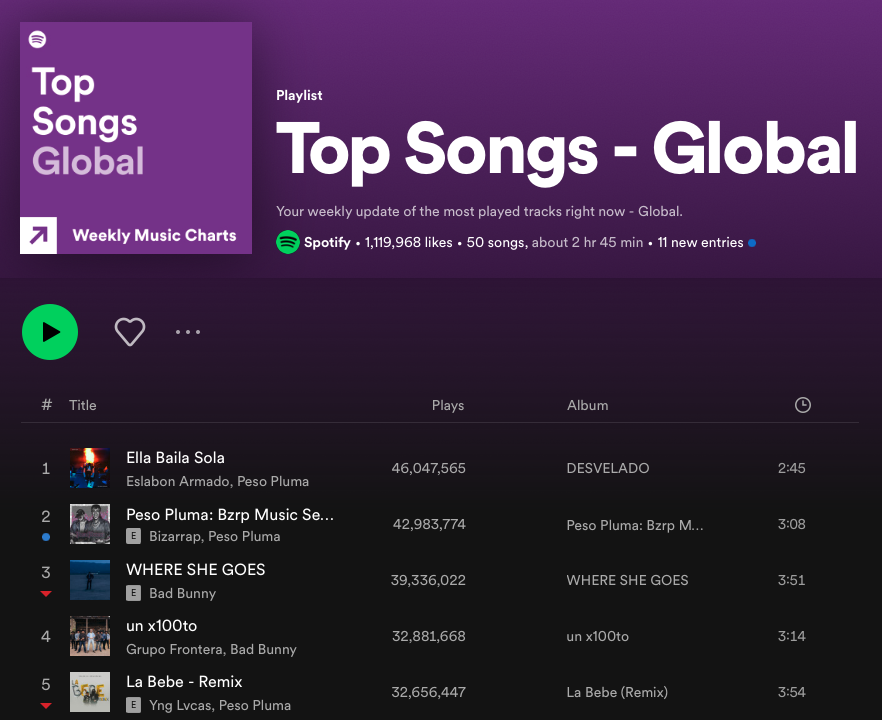 Top
Songs
Global
Weekly Music Charts
Playlist
Top Songs - Global
Your weekly update of the most played tracks right now - Global.
Spotify • 1,119,968 likes • 50 songs, about 2 hr 45 min • 11 new entries
# Title Plays Album
1 Ella Baila Sola 46,047,565 DESVELADO 2:45
Eslabon Armado, Peso Pluma
2 Peso Pluma: Bzrp Music Se... 42,983,774 Peso Pluma: Bzrp M... 3:08
E Bizarrap, Peso Pluma
3 WHERE SHE GOES 39,336,022 WHERE SHE GOES 3:51
E Bad Bunny
4 un x100to 32,881,668 un x100to 3:14
Grupo Frontera, Bad Bunny
5 La Bebe - Remix 32,656,447 La Bebe (Remix) 3:54
E Yng Lvcas, Peso Pluma